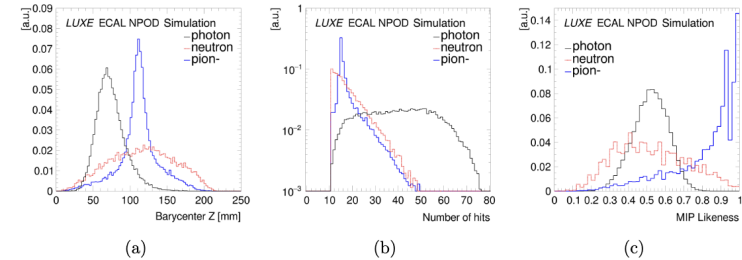 [a.u.]
0.09
0.08
0.07
0.06
0.05
0.04
0.03
0.02
0.01
0
LUXE ECAL NPOD Simulation
photon
neutron
pion-
0 50 100 150 200 250
Barycenter Z [mm]
(a)
[a.u.]
1
10⁻¹
10⁻²
10⁻³
LUXE ECAL NPOD Simulation
photon
neutron
pion-
0 10 20 30 40 50 60 70 80
Number of hits
(b)
[a.u.]
0.14
0.12
0.1
0.08
0.06
0.04
0.02
0
LUXE ECAL NPOD Simulation
photon
neutron
pion-
0 0.1 0.2 0.3 0.4 0.5 0.6 0.7 0.8 0.9 1
MIP Likeness
(c)